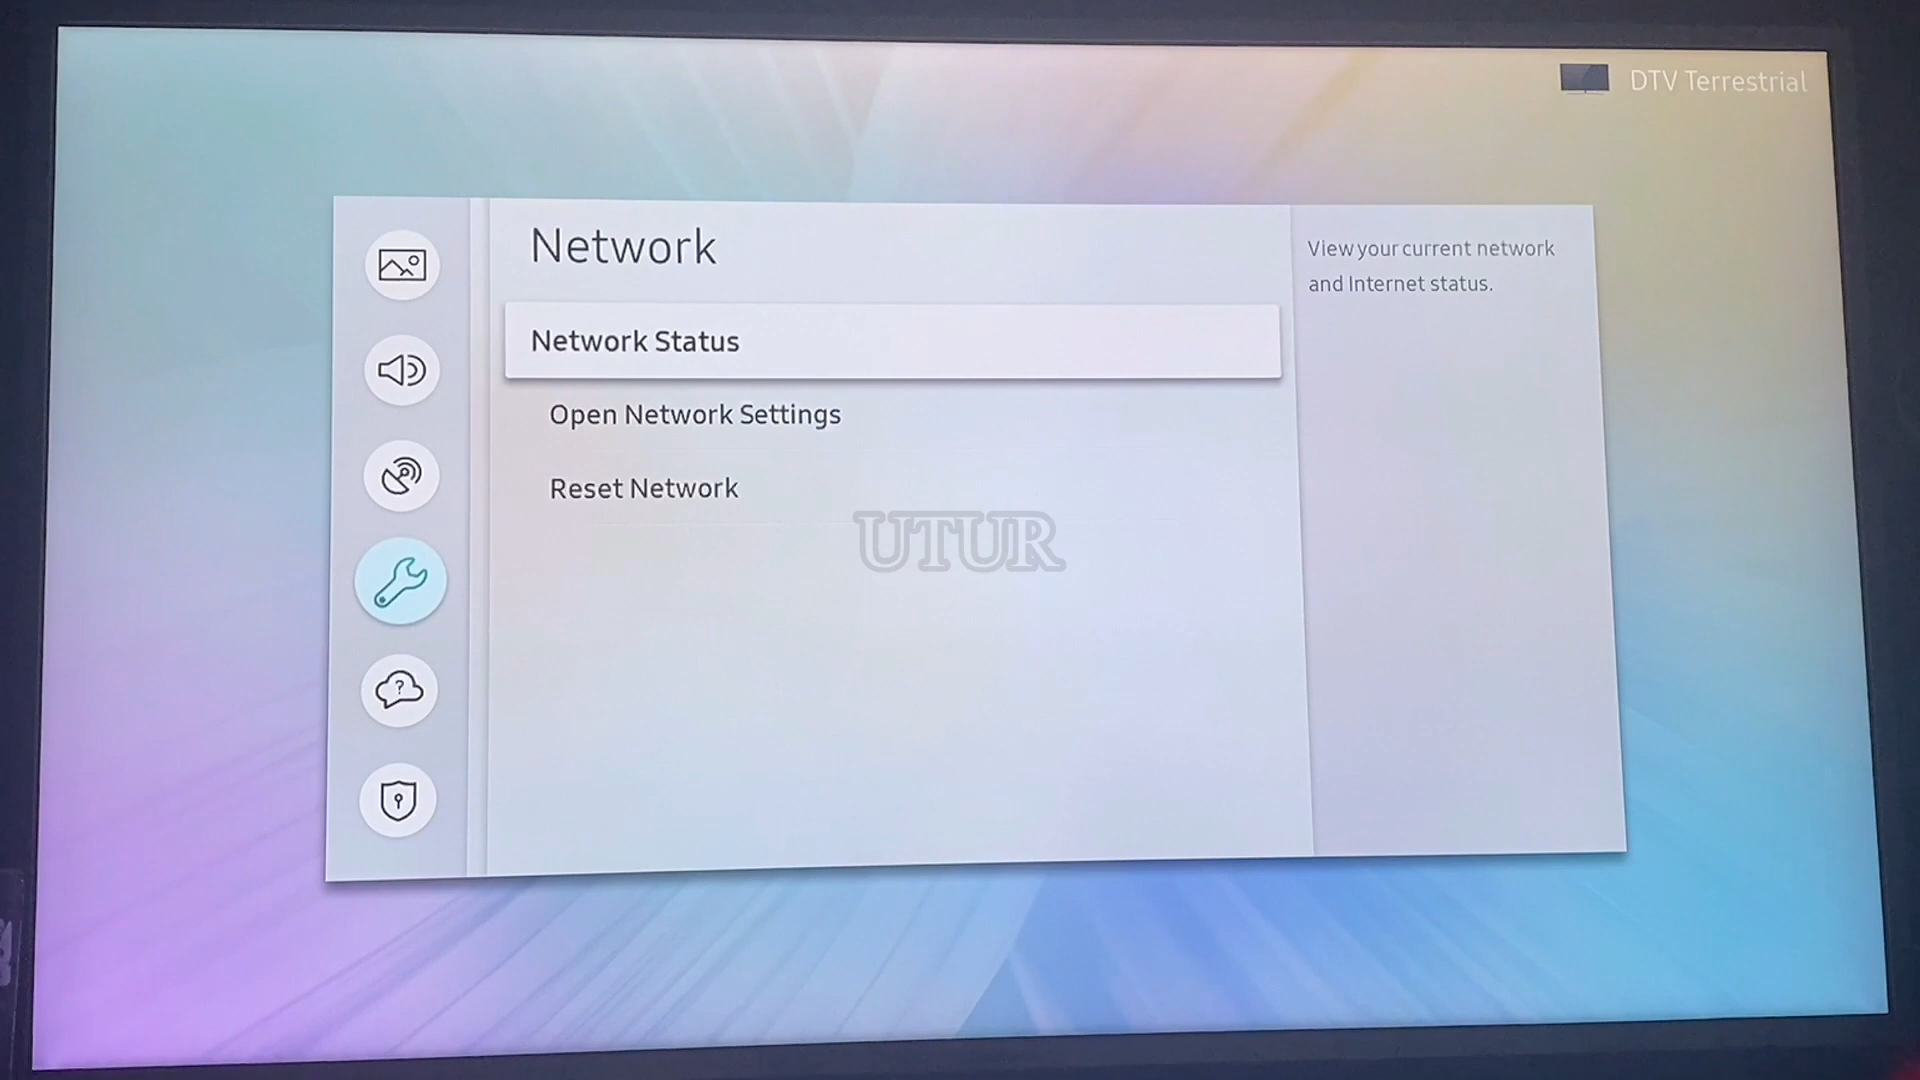 DTV Terrestrial
Network
Network Status
Open Network Settings
Reset Network
View your current network
and Internet status.
?
UTUR